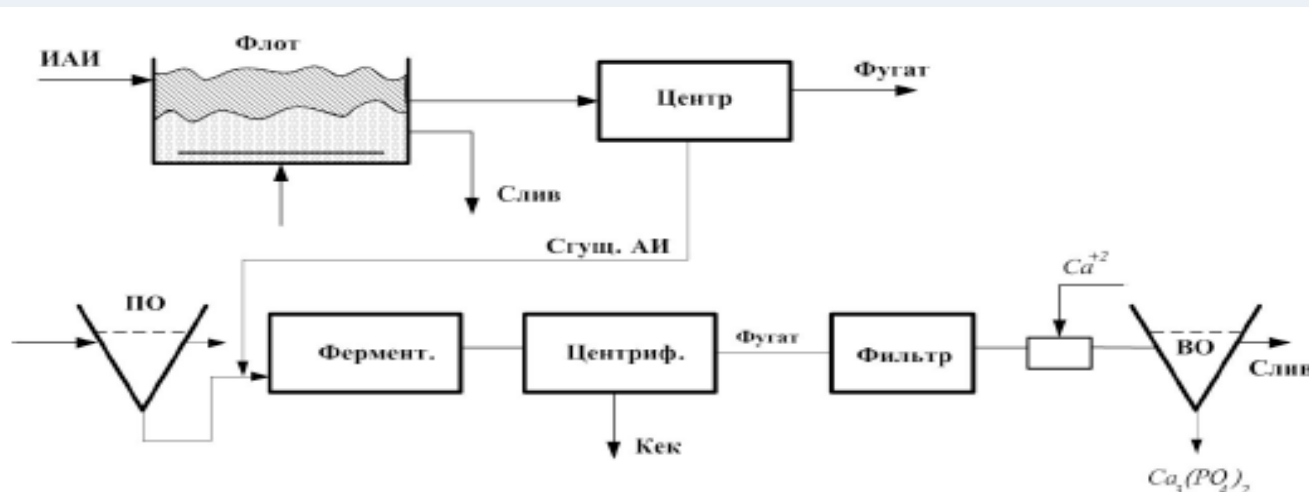 Флот
ИАИ
Центр
Фугат
Слив
Сгущ. АИ
ПО
Фермент.
Центриф.
Фугат
Фильтр
Ca+2
ВО
Слив
Кек
Ca3(PO4)2